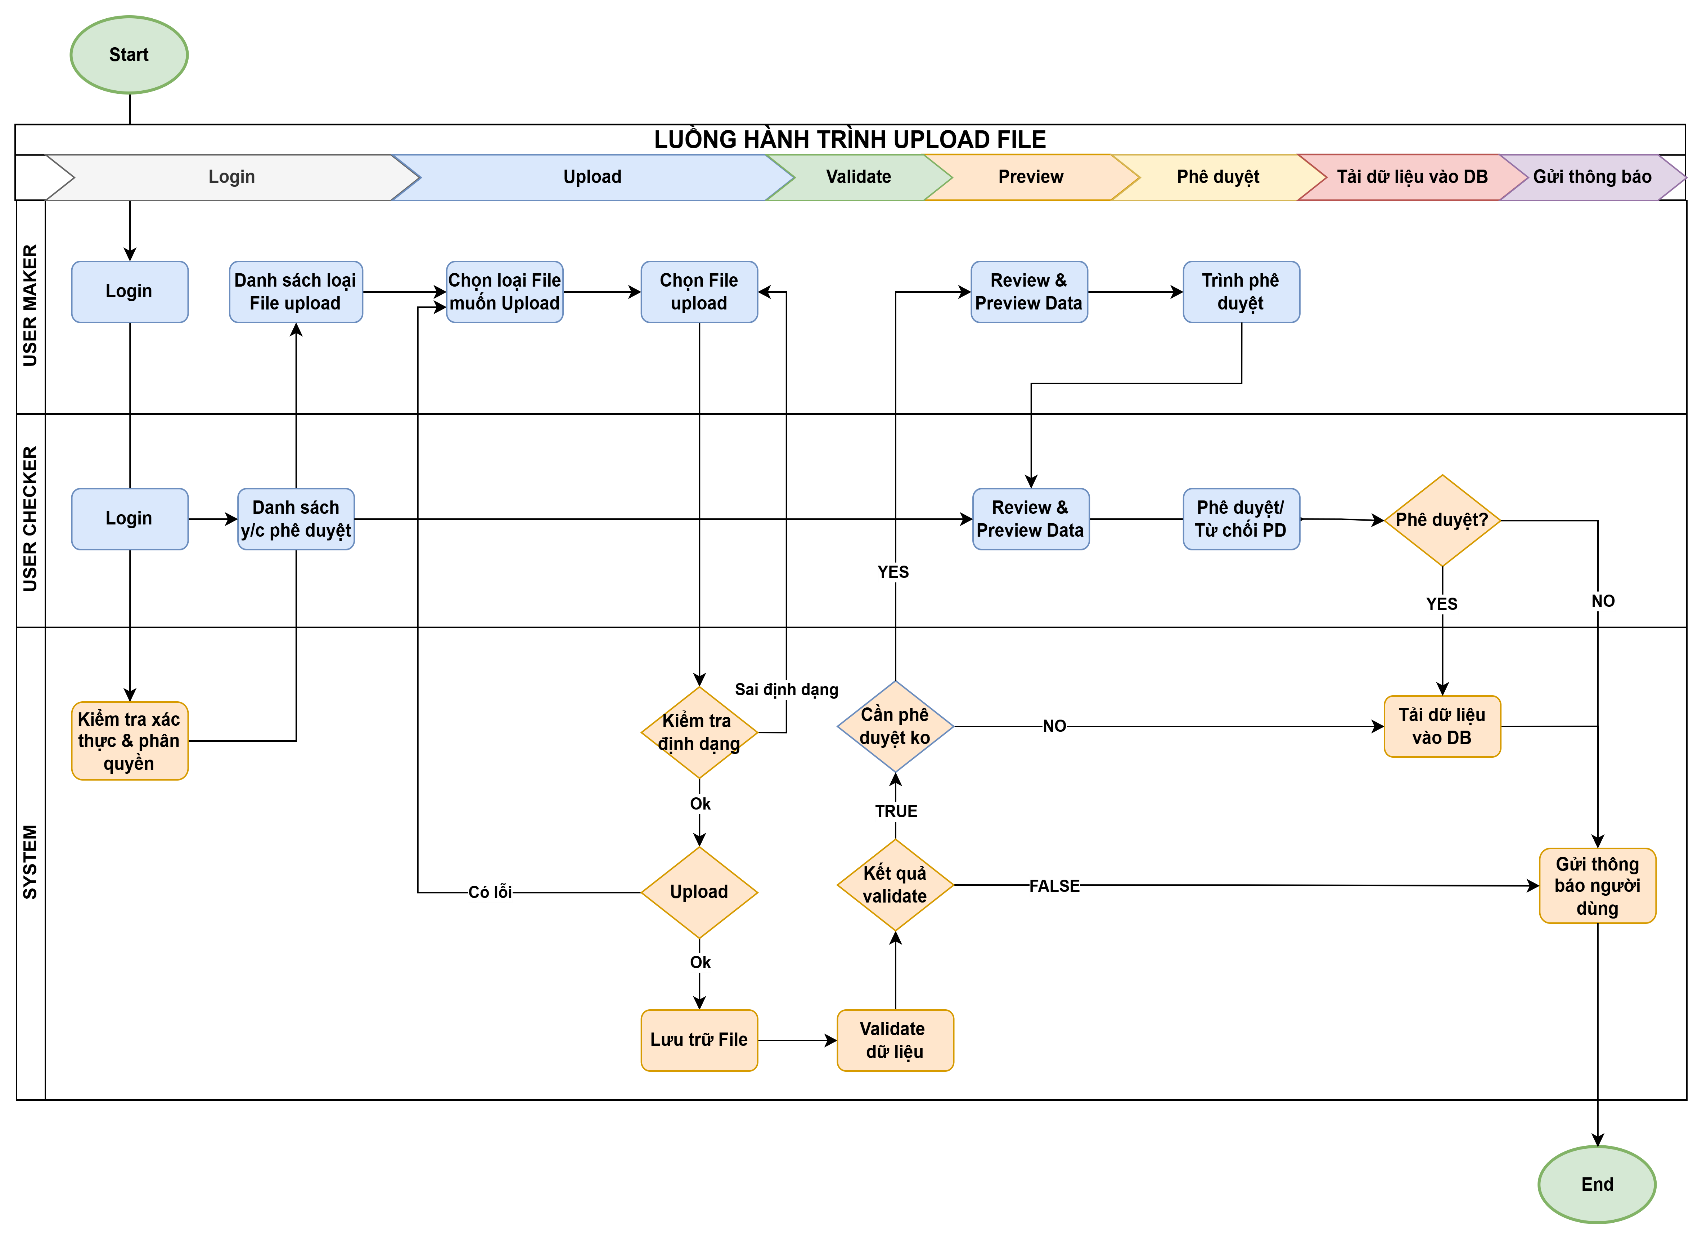 Start
LUỒNG HÀNH TRÌNH UPLOAD FILE
Login
Upload
Validate
Preview
Phê duyệt
Tải dữ liệu vào DB
Gửi thông báo
USER MAKER
Login
Danh sách loại
File upload
Chọn loại File
muốn Upload
Chọn File
upload
Review &
Preview Data
Trình phê
duyệt
USER CHECKER
Login
Danh sách
y/c phê duyệt
Review &
Preview Data
Phê duyệt/
Từ chối PD
Phê duyệt?
YES
YES
NO
SYSTEM
Kiểm tra xác
thực & phân
quyền
Sai định dạng
Kiểm tra
định dạng
Cần phê
duyệt ko
NO
Tải dữ liệu
vào DB
Ok
TRUE
Có lỗi
Upload
Kết quả
validate
FALSE
Gửi thông
báo người
dùng
Ok
Lưu trữ File
Validate
dữ liệu
End